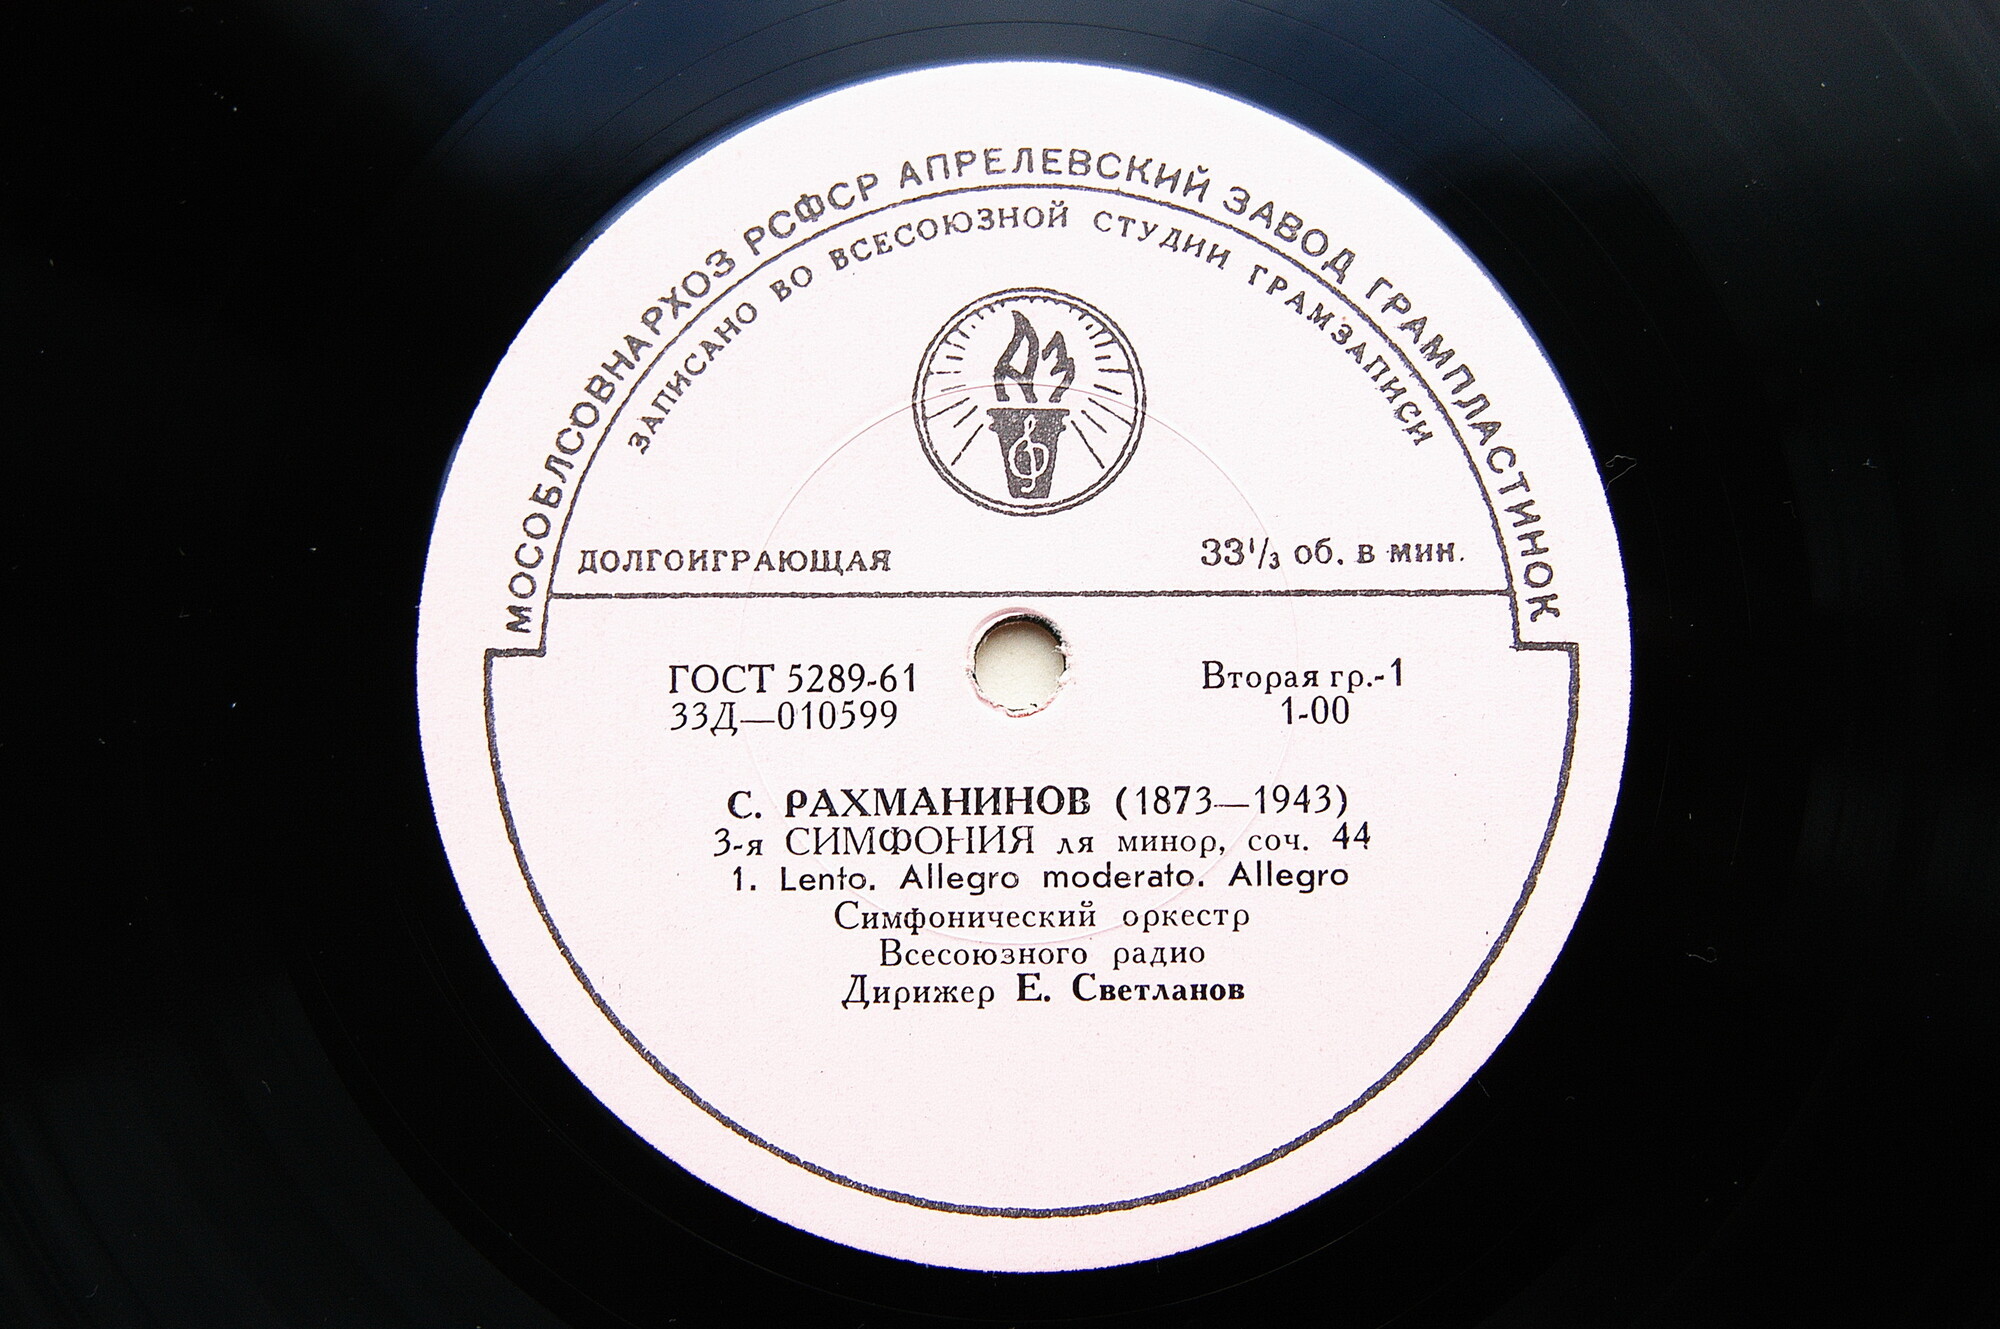 МОСОБЛСОВНАРХОЗ РСФСР АПРЕЛЕВСКИЙ ЗАВОД ГРАМПЛАСТИНОК
ЗАПИСАНО ВО ВСЕСОЮЗНОЙ СТУДИИ ГРАМЗАПИСИ
ДОЛГОИГРАЮЩАЯ 33 1/3 об. в мин.
ГОСТ 5289-61 Вторая гр.-1
33Д—010599 1-00
С. РАХМАНИНОВ (1873—1943)
3-я СИМФОНИЯ ля минор, соч. 44
1. Lento. Allegro moderato. Allegro
Симфонический оркестр
Всесоюзного радио
Дирижер Е. Светланов